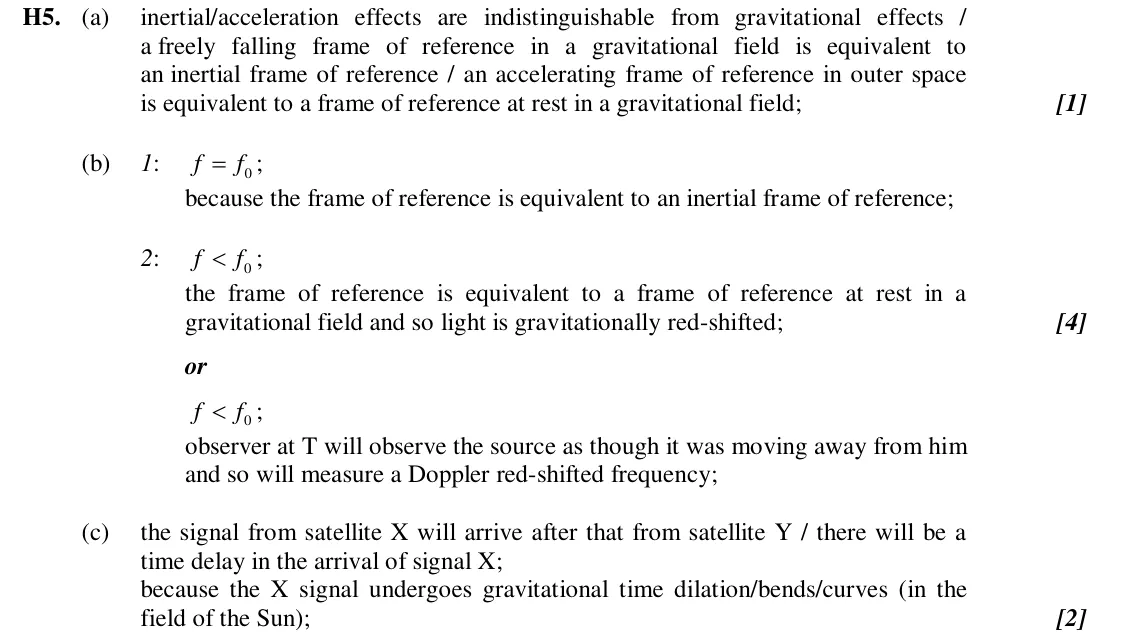 H5. (a) inertial/acceleration effects are indistinguishable from gravitational effects /
a freely falling frame of reference in a gravitational field is equivalent to
an inertial frame of reference / an accelerating frame of reference in outer space
is equivalent to a frame of reference at rest in a gravitational field; [1]
(b) 1: f = f₀;
because the frame of reference is equivalent to an inertial frame of reference;
2: f < f₀;
the frame of reference is equivalent to a frame of reference at rest in a
gravitational field and so light is gravitationally red-shifted; [4]
or
f < f₀;
observer at T will observe the source as though it was moving away from him
and so will measure a Doppler red-shifted frequency;
(c) the signal from satellite X will arrive after that from satellite Y / there will be a
time delay in the arrival of signal X;
because the X signal undergoes gravitational time dilation/bends/curves (in the
field of the Sun); [2]